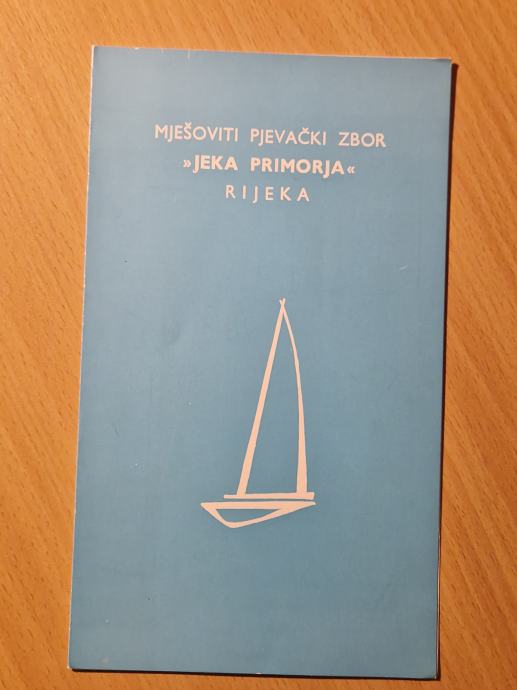 MJEŠOVITI PJEVAČKI ZBOR
»JEKA PRIMORJA«
RIJEKA